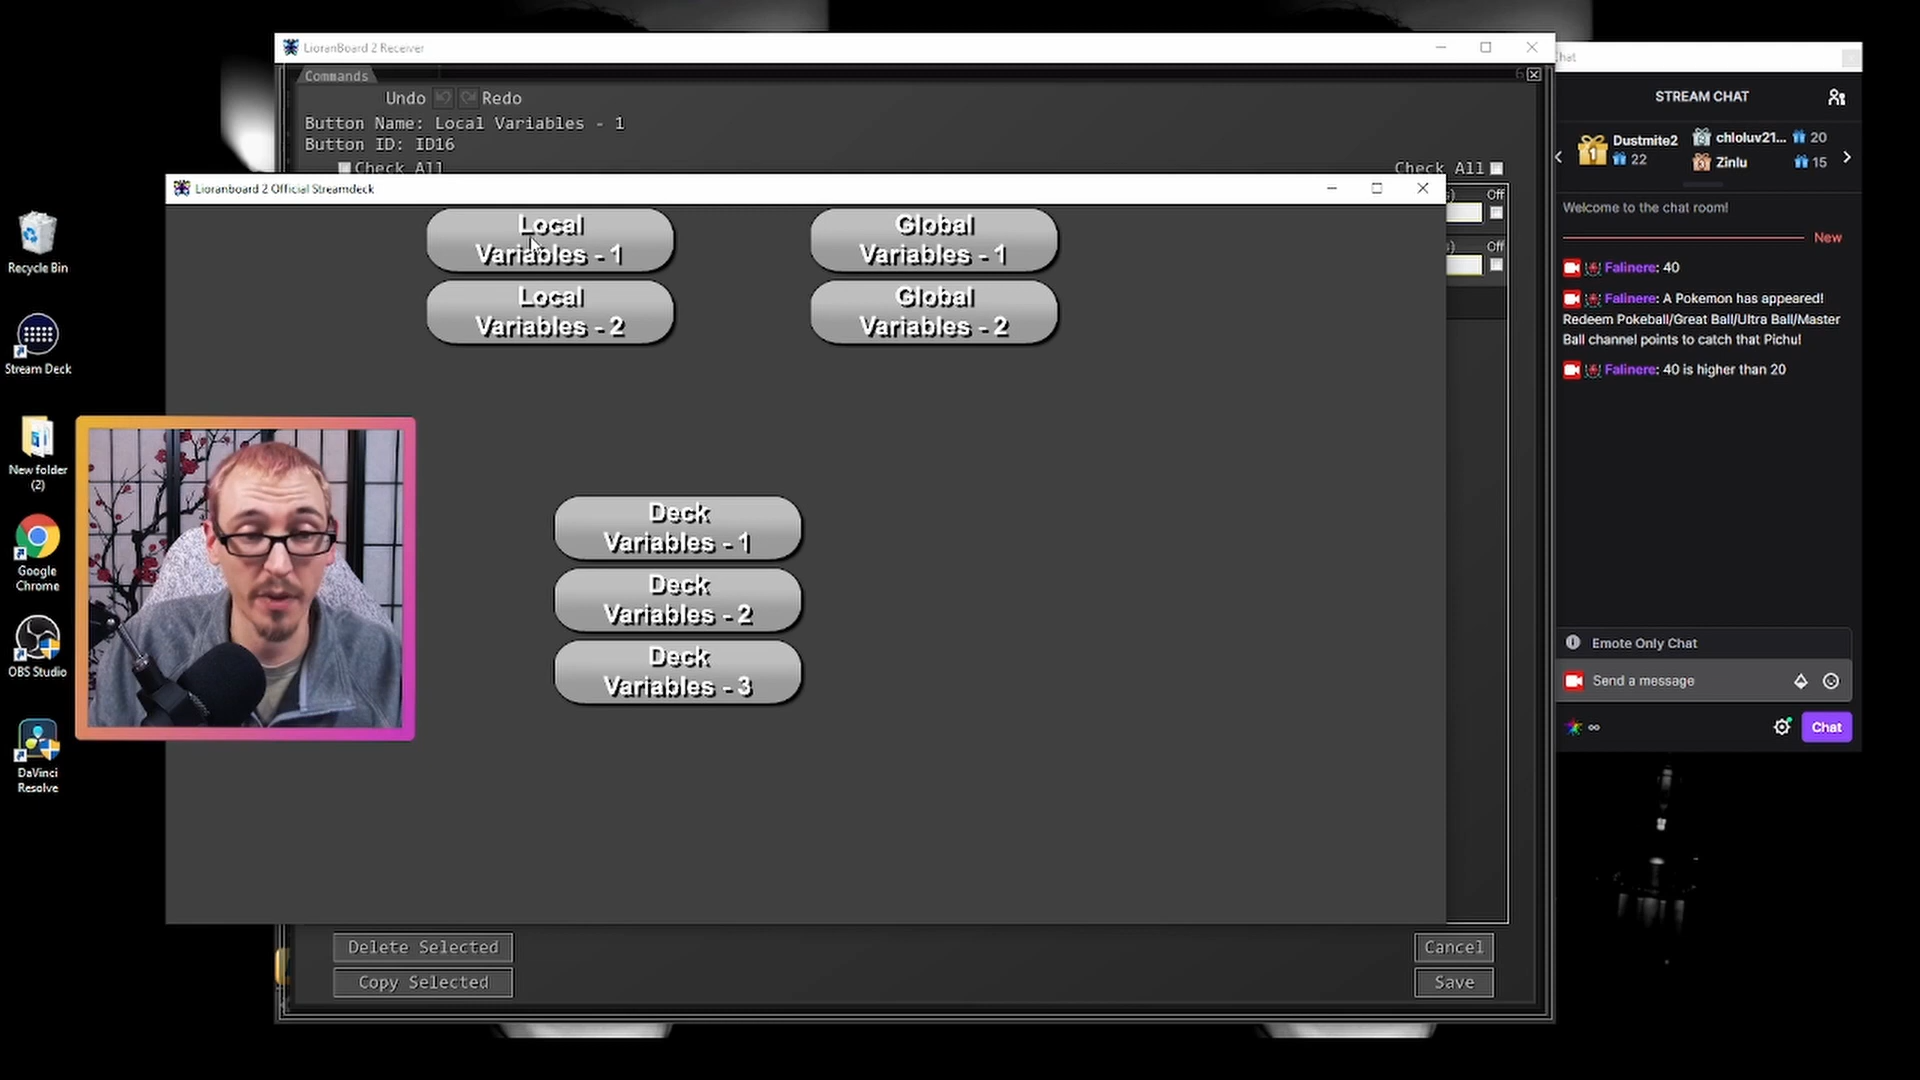 LioranBoard 2 Receiver
Commands
6
Undo Redo
Button Name: Local Variables - 1
Button ID: ID16
Check All
Check All
Off
Off
Lioranboard 2 Official Streamdeck
Local
Variables - 1
Global
Variables - 1
Local
Variables - 2
Global
Variables - 2
Deck
Variables - 1
Deck
Variables - 2
Deck
Variables - 3
Delete Selected
Copy Selected
Cancel
Save
Recycle Bin
Stream Deck
New folder
(2)
Google
Chrome
OBS Studio
DaVinci
Resolve
STREAM CHAT
1 Dustmite2
22
chloluv21... 20
Zinlu 15
Welcome to the chat room!
New
Falinere: 40
Falinere: A Pokemon has appeared!
Redeem Pokeball/Great Ball/Ultra Ball/Master
Ball channel points to catch that Pichu!
Falinere: 40 is higher than 20
Emote Only Chat
Send a message
∞
Chat